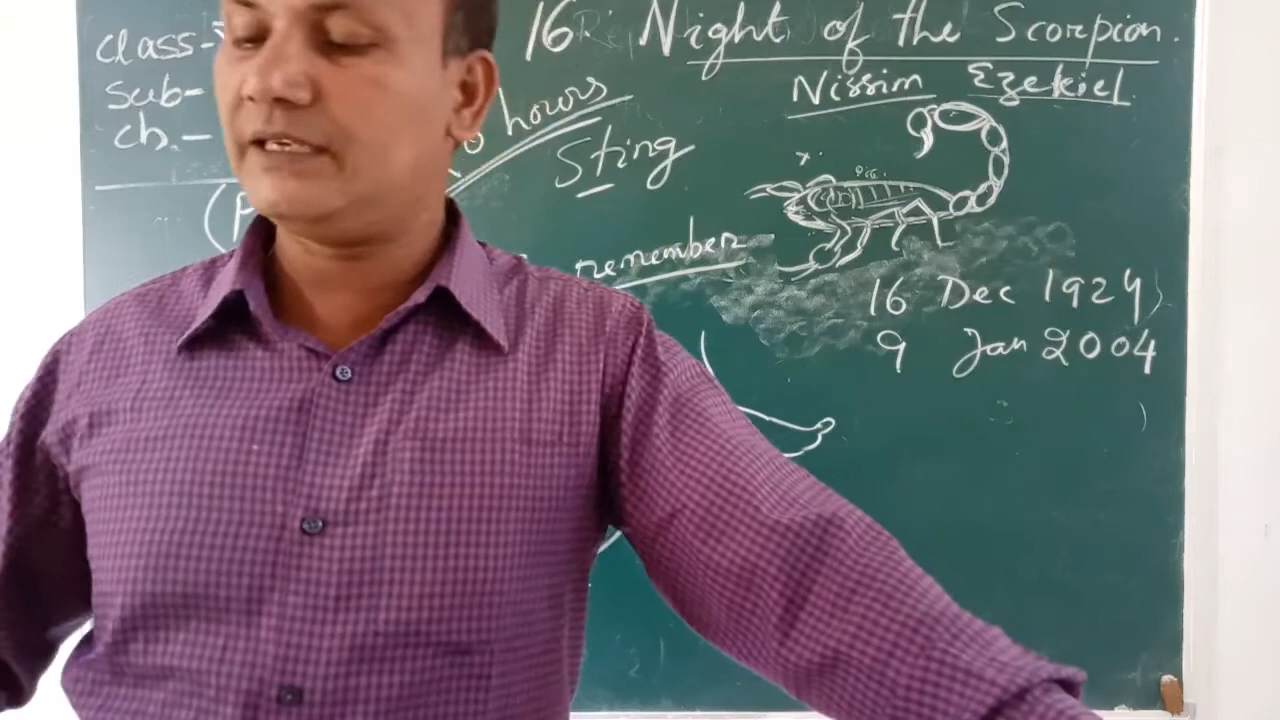 class-
sub-
ch.-
16. Night of the Scorpion.
Nissim Ezekiel
hours
Sting
remember
16 Dec 1924
9 Jan 2004